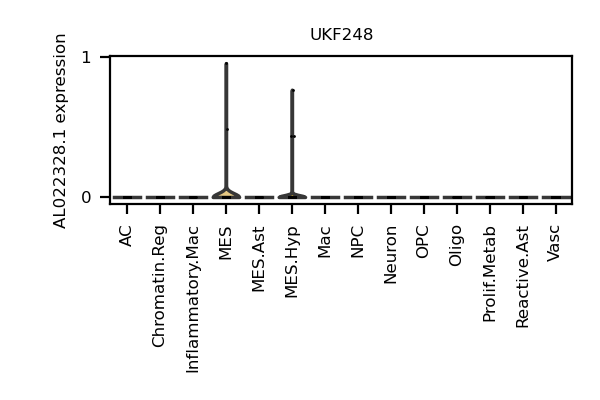 UKF248
AL022328.1 expression
1
0
AC
Chromatin.Reg
Inflammatory.Mac
MES
MES.Ast
MES.Hyp
Mac
NPC
Neuron
OPC
Oligo
Prolif.Metab
Reactive.Ast
Vasc